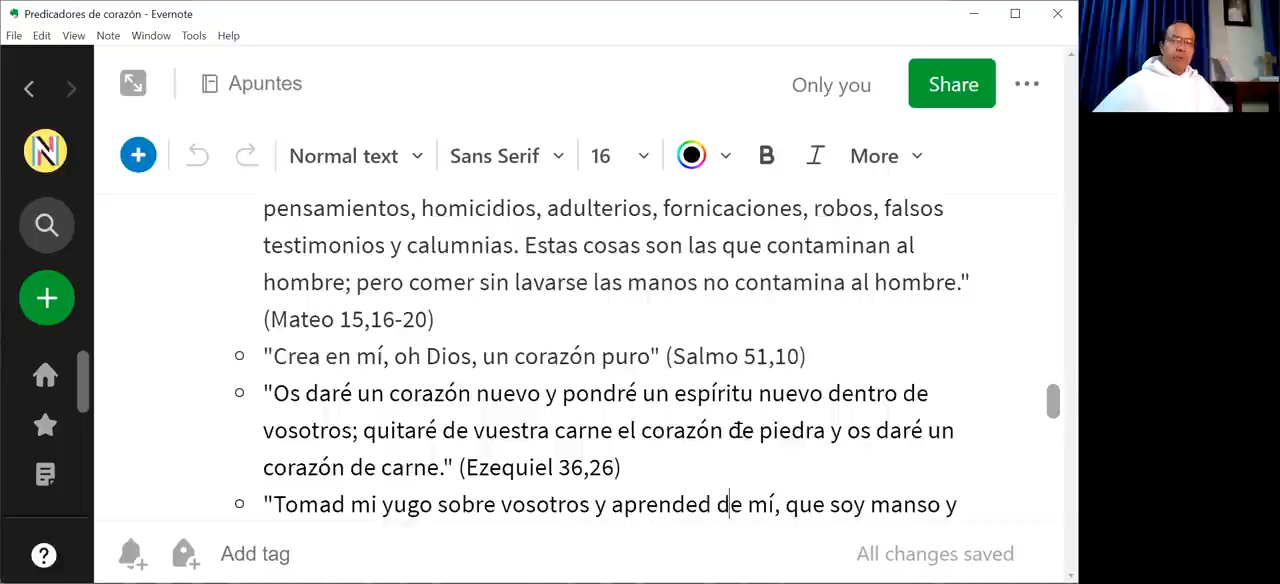 Predicadores de corazón - Evernote
File Edit View Note Window Tools Help
Apuntes
Only you
Share
Normal text
Sans Serif
16
B
I
More
pensamientos, homicidios, adulterios, fornicaciones, robos, falsos
testimonios y calumnias. Estas cosas son las que contaminan al
hombre; pero comer sin lavarse las manos no contamina al hombre."
(Mateo 15,16-20)
"Crea en mí, oh Dios, un corazón puro" (Salmo 51,10)
"Os daré un corazón nuevo y pondré un espíritu nuevo dentro de
vosotros; quitaré de vuestra carne el corazón de piedra y os daré un
corazón de carne." (Ezequiel 36,26)
"Tomad mi yugo sobre vosotros y aprended de mí, que soy manso y
Add tag
All changes saved